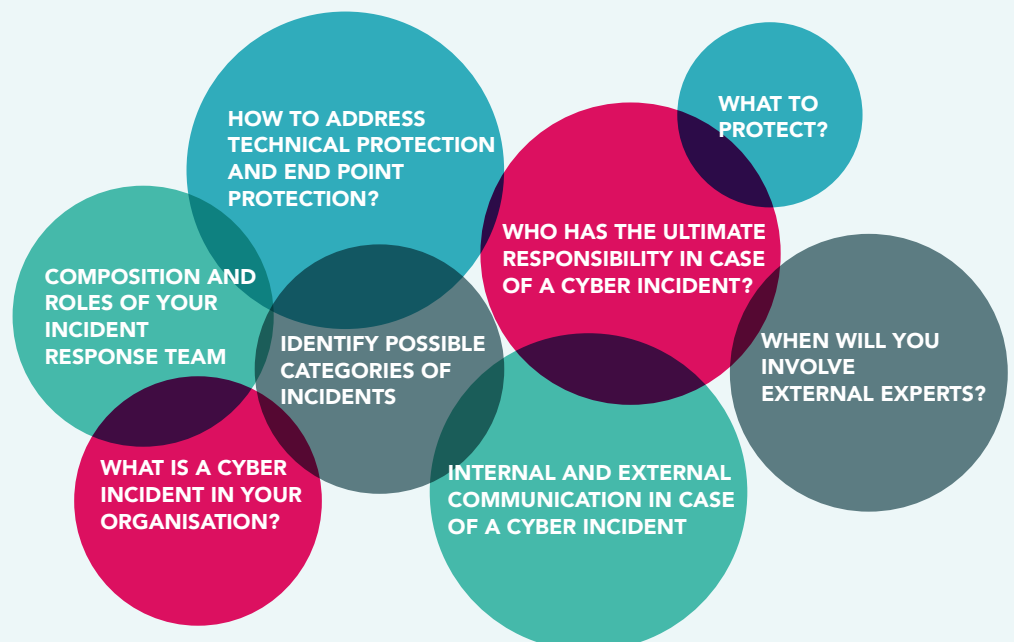 HOW TO ADDRESS
TECHNICAL PROTECTION
AND END POINT
PROTECTION?
WHAT TO
PROTECT?
WHO HAS THE ULTIMATE
RESPONSIBILITY IN CASE
OF A CYBER INCIDENT?
COMPOSITION AND
ROLES OF YOUR
INCIDENT
RESPONSE TEAM
IDENTIFY POSSIBLE
CATEGORIES OF
INCIDENTS
WHEN WILL YOU
INVOLVE
EXTERNAL EXPERTS?
WHAT IS A CYBER
INCIDENT IN YOUR
ORGANISATION?
INTERNAL AND EXTERNAL
COMMUNICATION IN CASE
OF A CYBER INCIDENT